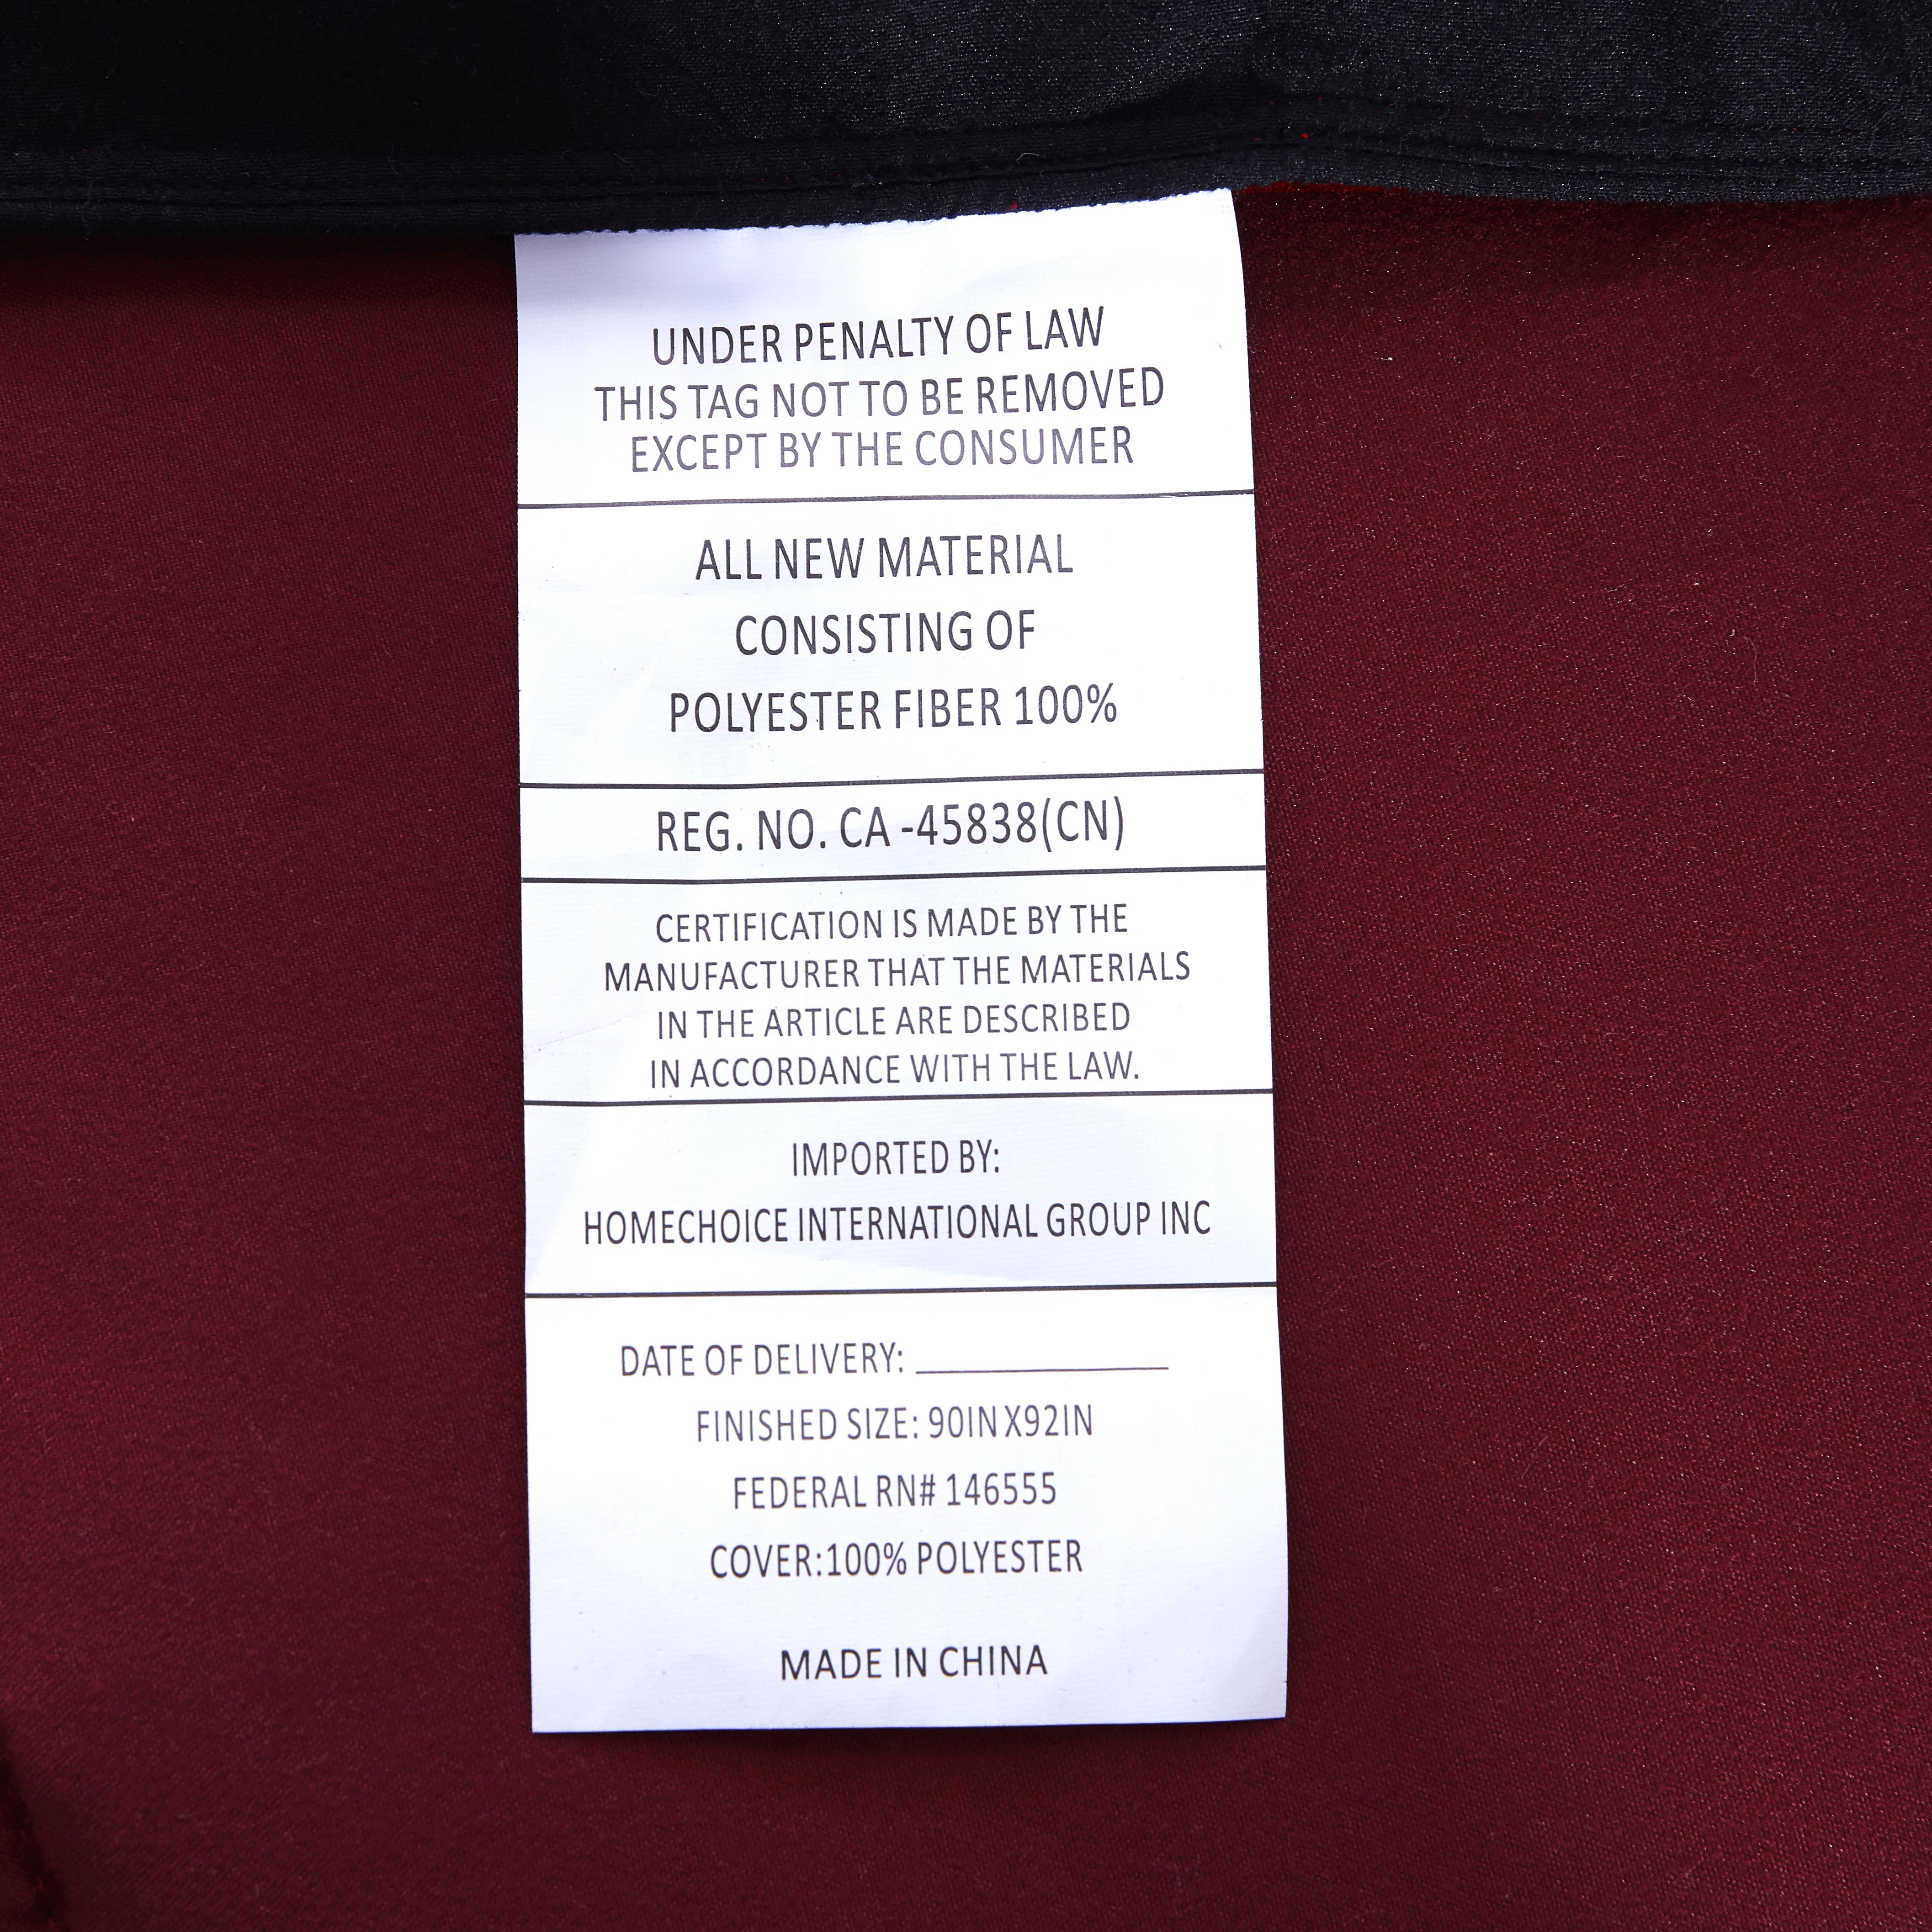 UNDER PENALTY OF LAW
THIS TAG NOT TO BE REMOVED
EXCEPT BY THE CONSUMER
ALL NEW MATERIAL
CONSISTING OF
POLYESTER FIBER 100%
REG. NO. CA -45838(CN)
CERTIFICATION IS MADE BY THE
MANUFACTURER THAT THE MATERIALS
IN THE ARTICLE ARE DESCRIBED
IN ACCORDANCE WITH THE LAW.
IMPORTED BY:
HOMECHOICE INTERNATIONAL GROUP INC
DATE OF DELIVERY: ____________
FINISHED SIZE: 90IN X92IN
FEDERAL RN# 146555
COVER:100% POLYESTER
MADE IN CHINA